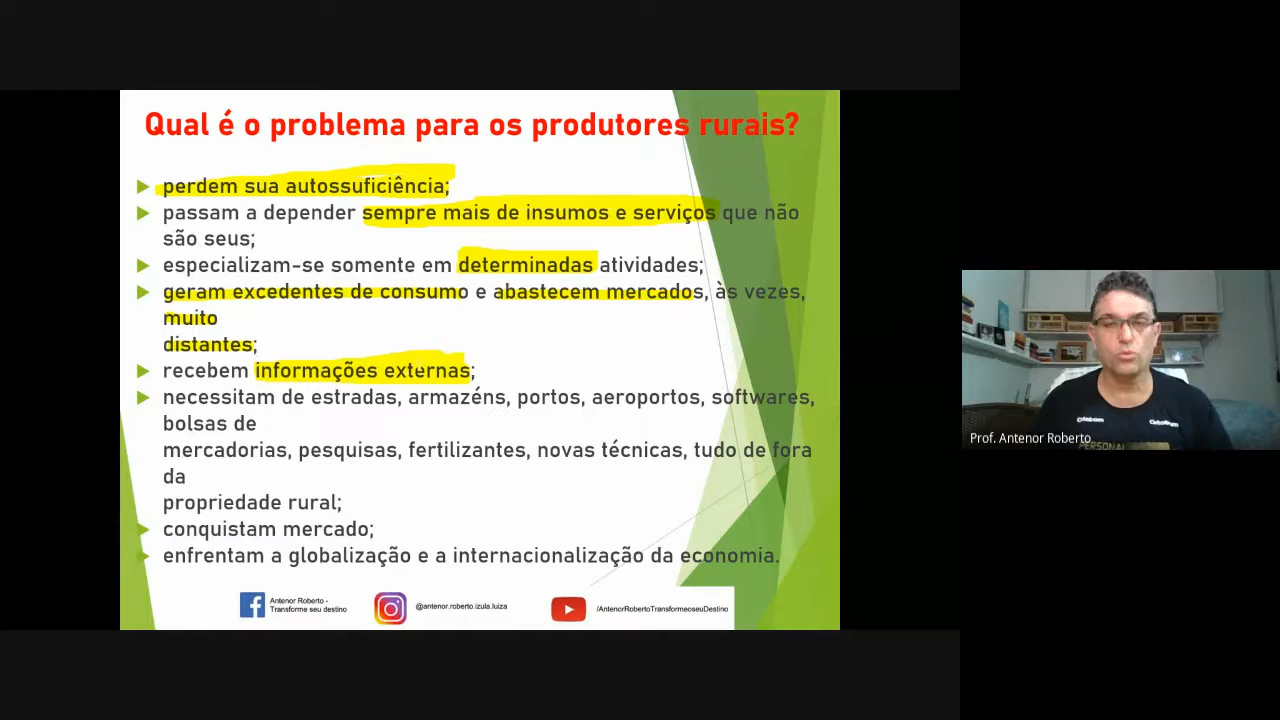 Qual é o problema para os produtores rurais?
perdem sua autossuficiência;
passam a depender sempre mais de insumos e serviços que não
são seus;
especializam-se somente em determinadas atividades;
geram excedentes de consumo e abastecem mercados, às vezes,
muito
distantes;
recebem informações externas;
necessitam de estradas, armazéns, portos, aeroportos, softwares,
bolsas de
mercadorias, pesquisas, fertilizantes, novas técnicas, tudo de fora
da
propriedade rural;
conquistam mercado;
enfrentam a globalização e a internacionalização da economia.
Antenor Roberto -
Transforme seu destino
@antenor.roberto.izula.luiza
/AntenorRobertoTransformeoseuDestino
Prof. Antenor Roberto
PERSONAL